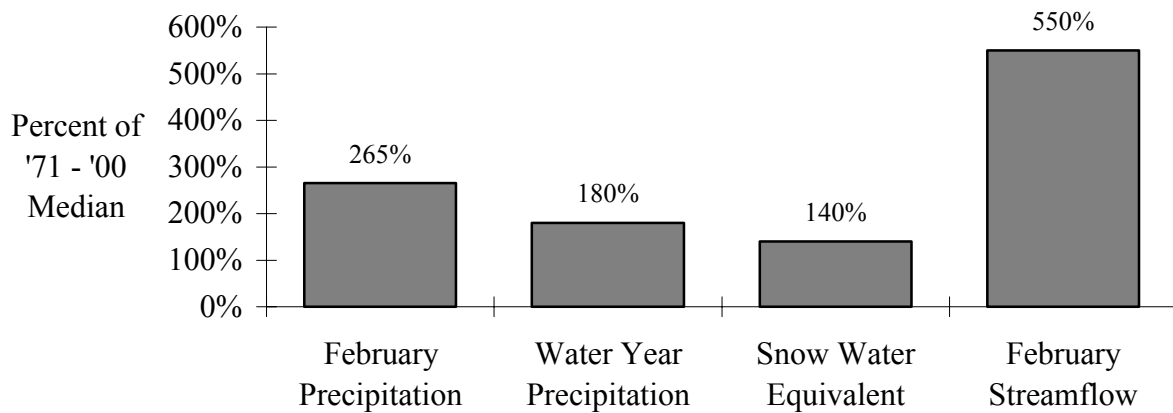 600%
500%
400%
300%
200%
100%
0%
Percent of
'71 - '00
Median
265%
180%
140%
550%
February
Precipitation
Water Year
Precipitation
Snow Water
Equivalent
February
Streamflow